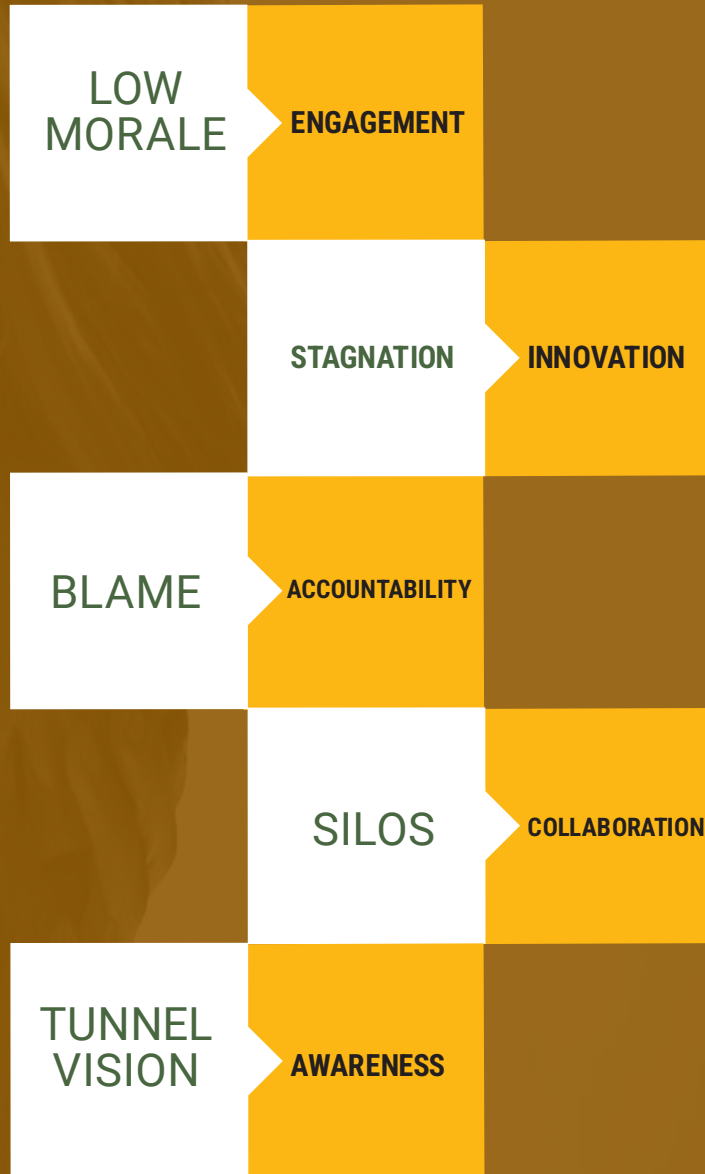 LOW
MORALE
ENGAGEMENT
STAGNATION
INNOVATION
BLAME
ACCOUNTABILITY
SILOS
COLLABORATION
TUNNEL
VISION
AWARENESS